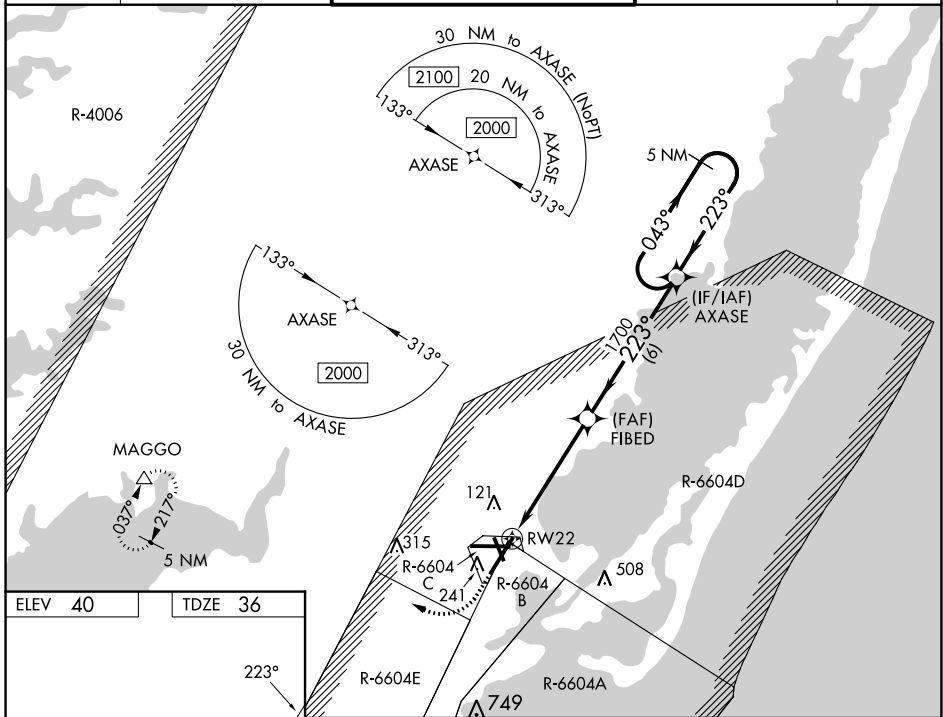 30 NM to AXASE (NoPT)
2100
20 NM to AXASE
2000
133°
AXASE
313°
R-4006
5 NM
043°
223°
(IF/IAF)
AXASE
133°
AXASE
313°
2000
30 NM to AXASE
1700
223°
(6)
(FAF)
FIBED
MAGGO
037°
217°
5 NM
R-6604D
121
RW22
315
R-6604
C
241
R-6604
B
508
ELEV 40
TDZE 36
223°
R-6604E
R-6604A
749